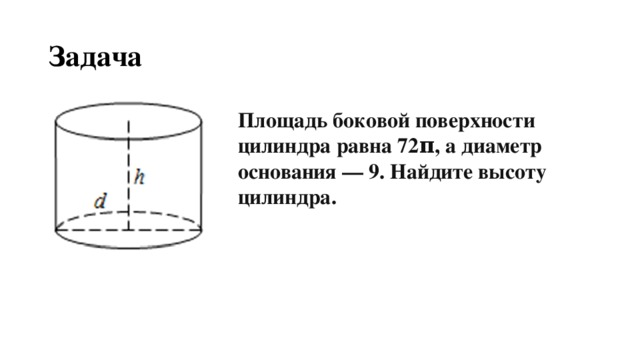 Задача
Площадь боковой поверхности
цилиндра равна 72π, а диаметр
основания — 9. Найдите высоту
цилиндра.
h
d